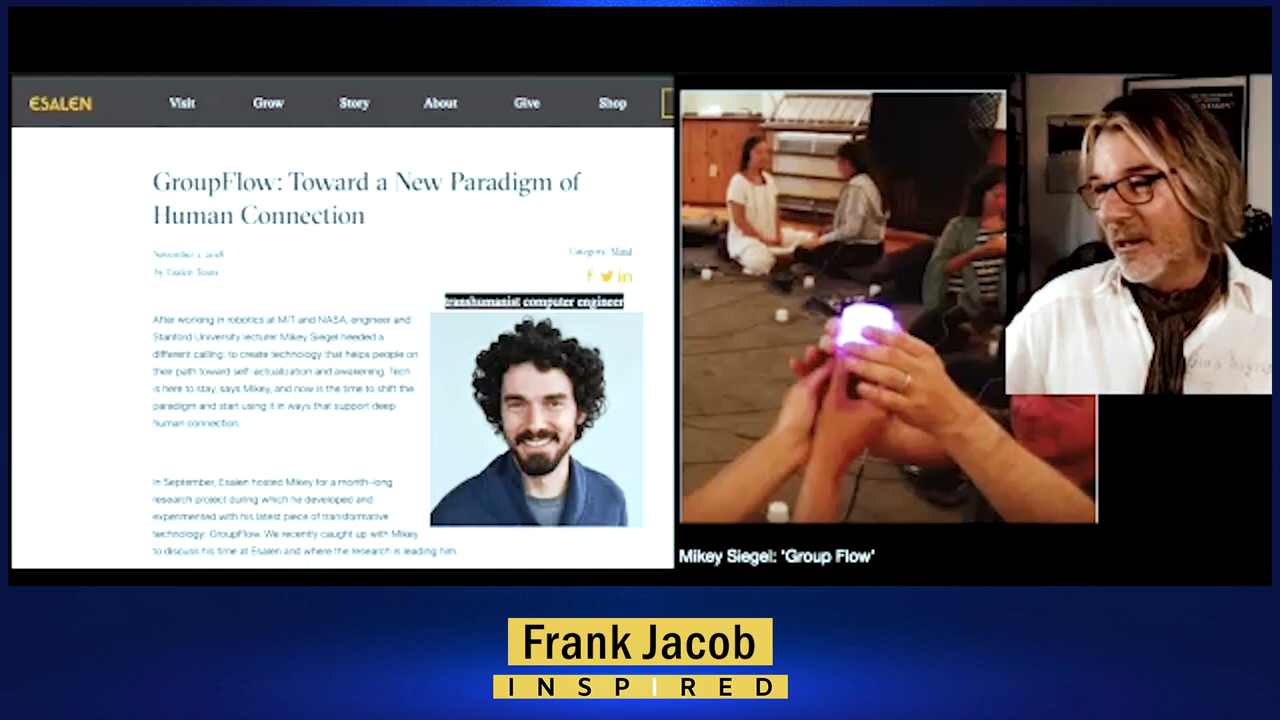 ESALEN
Visit Grow Story About Give Shop
GroupFlow: Toward a New Paradigm of
Human Connection
November 1, 2018
by Esalen Team
Category: Mind
transhumanist computer engineer
After working in robotics at MIT and NASA, engineer and
Stanford University lecturer Mikey Siegel heeded a
different calling: to create technology that helps people on
their path toward self-actualization and awakening. Tech
is here to stay, says Mikey, and now is the time to shift the
paradigm and start using it in ways that support deep
human connection.
In September, Esalen hosted Mikey for a month-long
research project during which he developed and
experimented with his latest piece of transformative
technology: GroupFlow. We recently caught up with Mikey
to discuss his time at Esalen and where the research is leading him.
Mikey Siegel: 'Group Flow'
Frank Jacob
INSPIRED